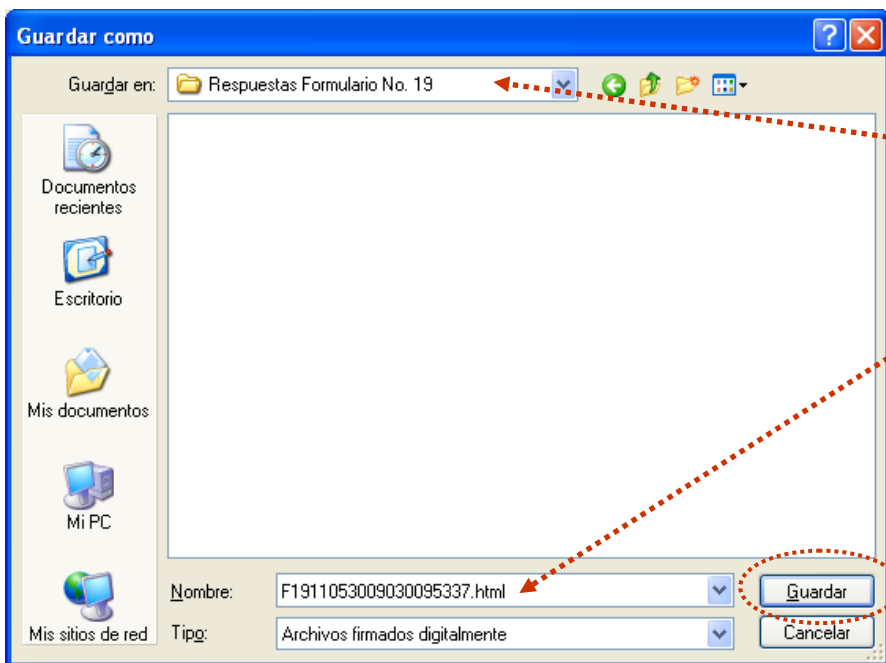 Guardar como
Guardar en: Respuestas Formulario No. 19
Documentos
recientes
Escritorio
Mis documentos
Mi PC
Mis sitios de red
Nombre: F1911053009030095337.html Guardar
Tipo: Archivos firmados digitalmente Cancelar